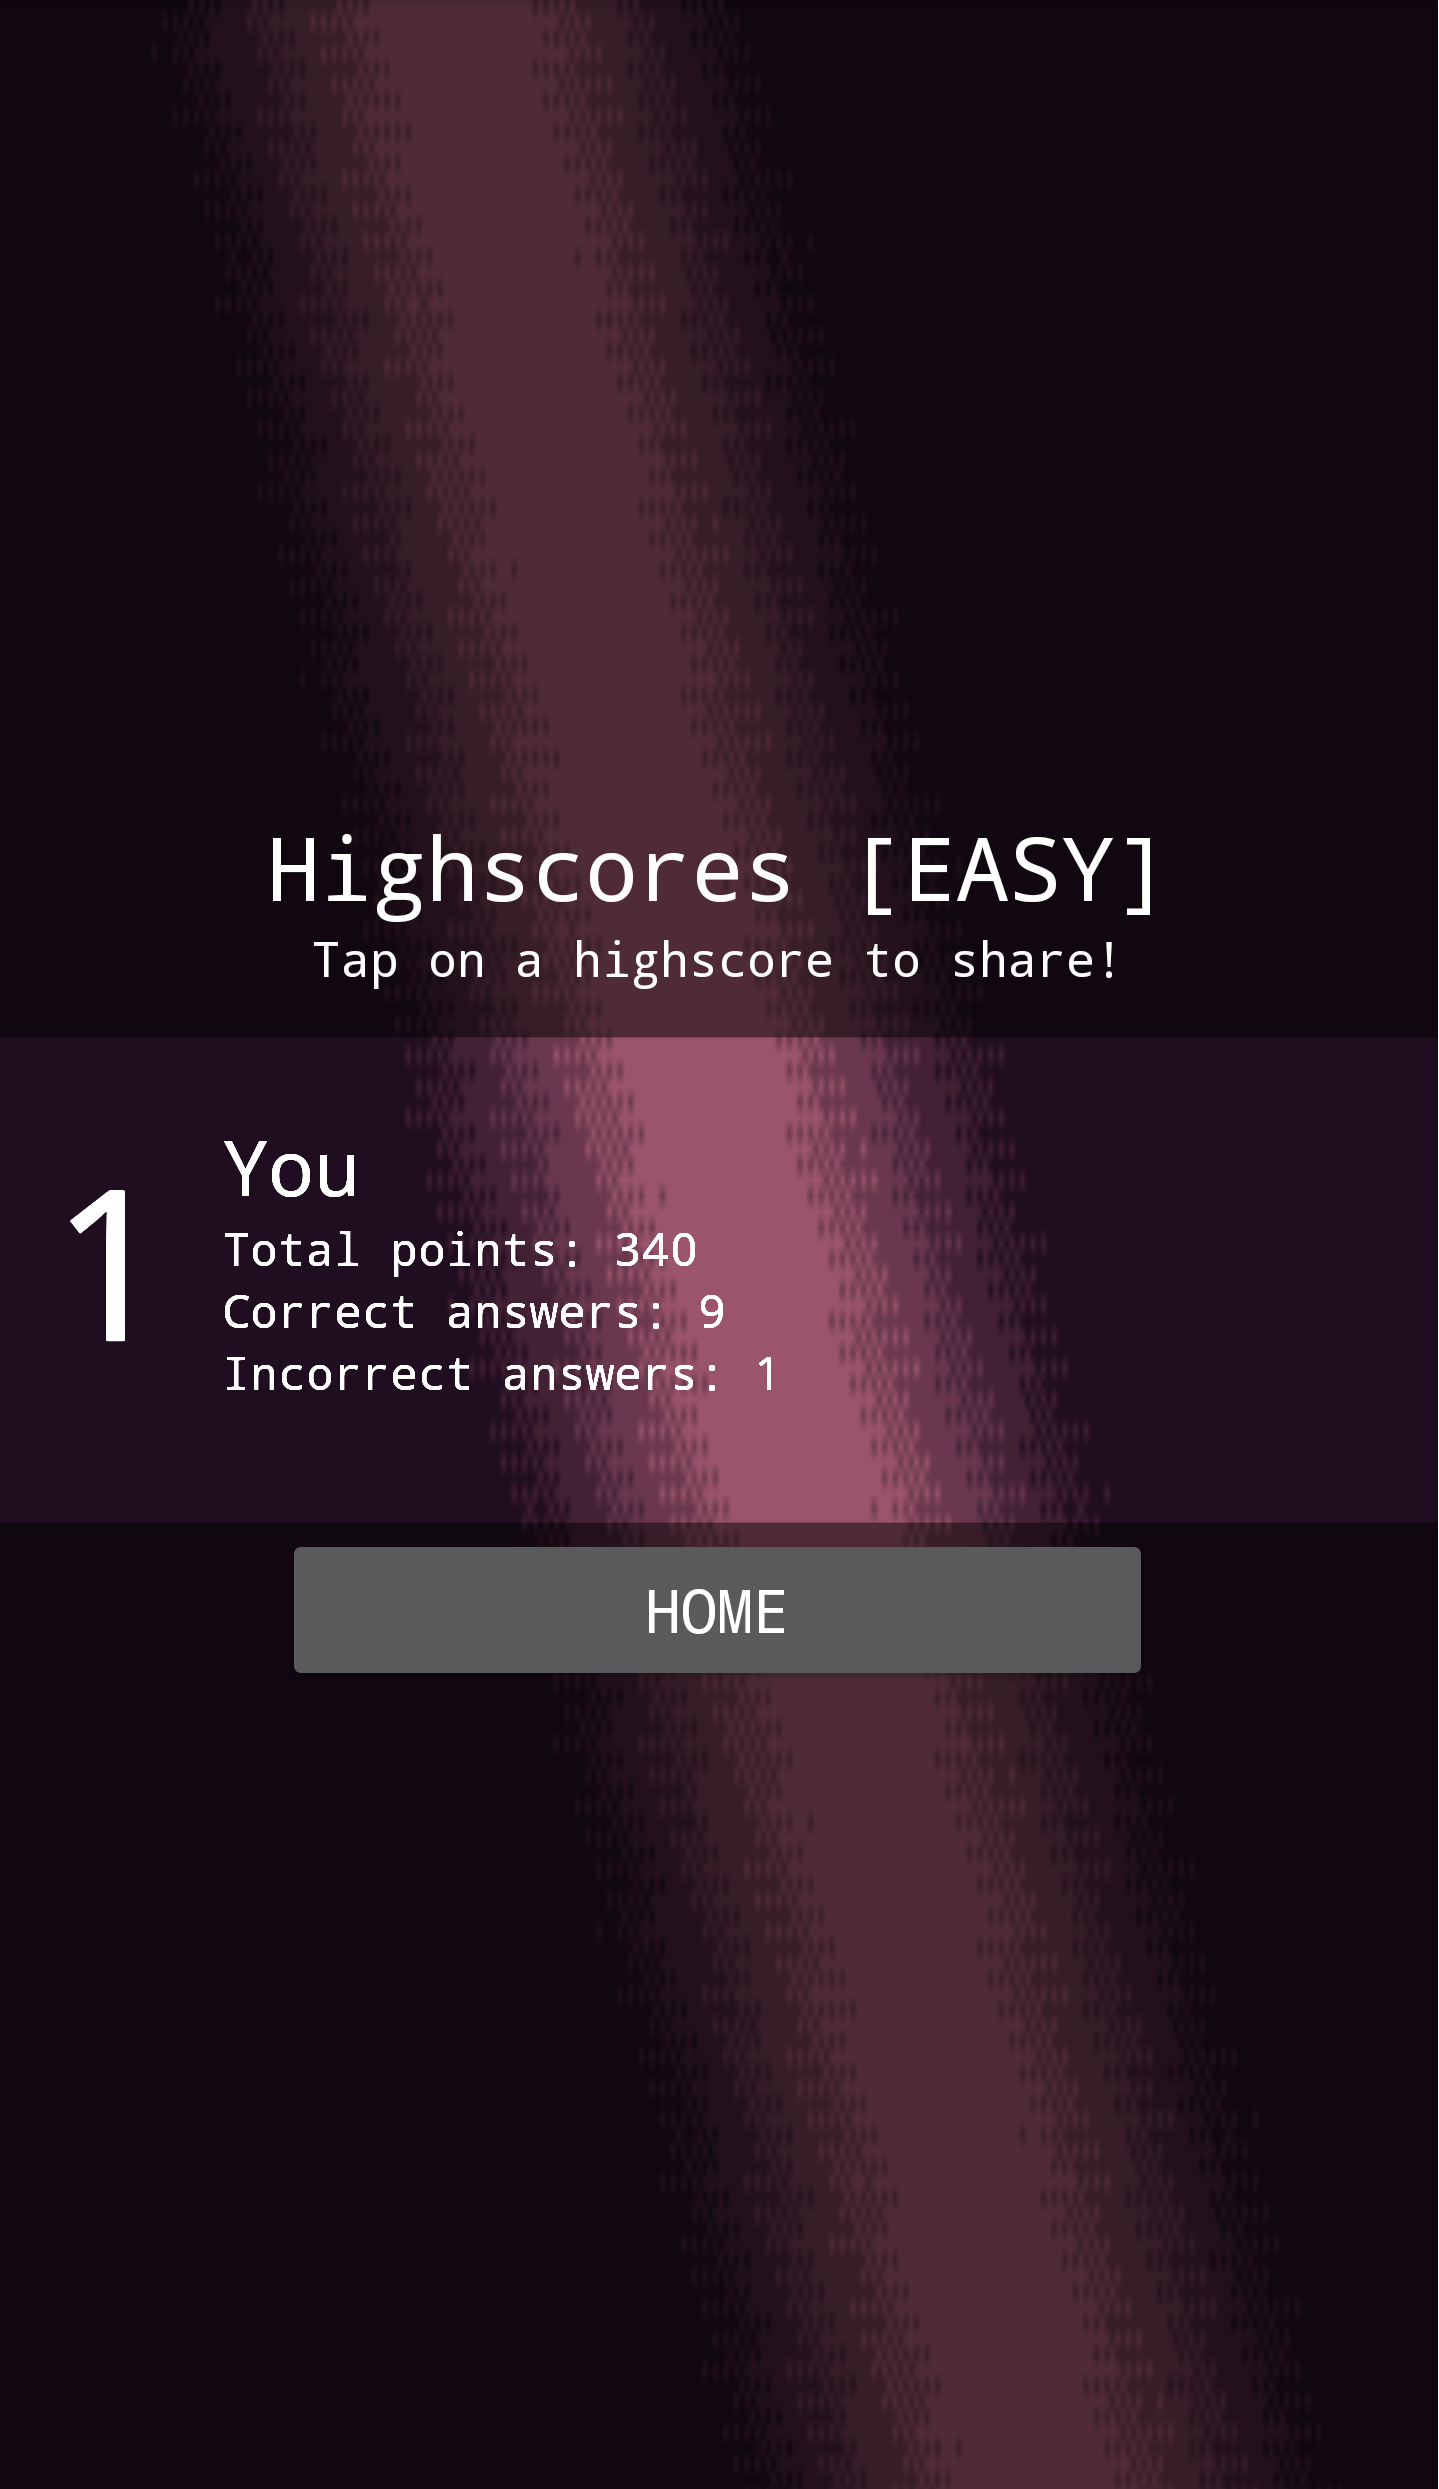 Highscores [EASY]
Tap on a highscore to share!
1
You
Total points: 340
Correct answers: 9
Incorrect answers: 1
HOME